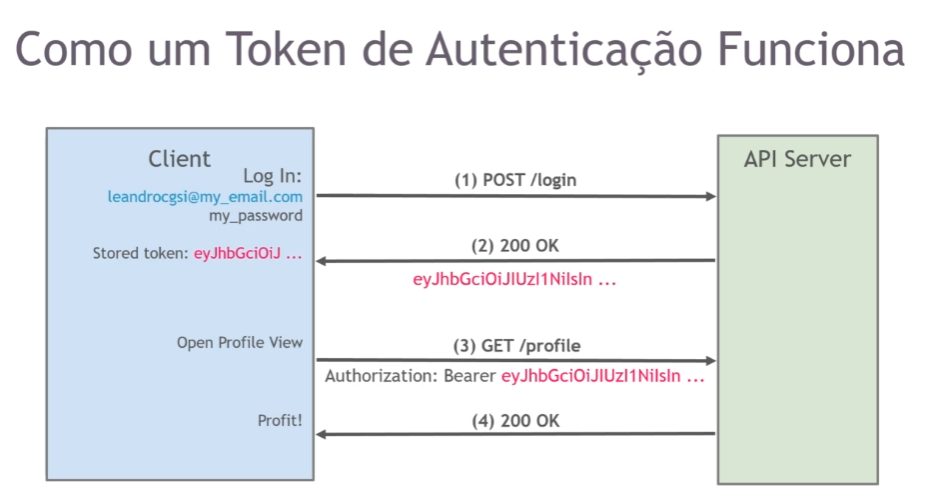 Como um Token de Autenticação Funciona
Client
API Server
Log In:
leandrocgsi@my_email.com
my_password
(1) POST /login
(2) 200 OK
Stored token: eyJhbGciOiJ ...
eyJhbGciOiJIUzI1NiIsIn ...
Open Profile View
(3) GET /profile
Authorization: Bearer eyJhbGciOiJIUzI1NiIsIn ...
Profit!
(4) 200 OK